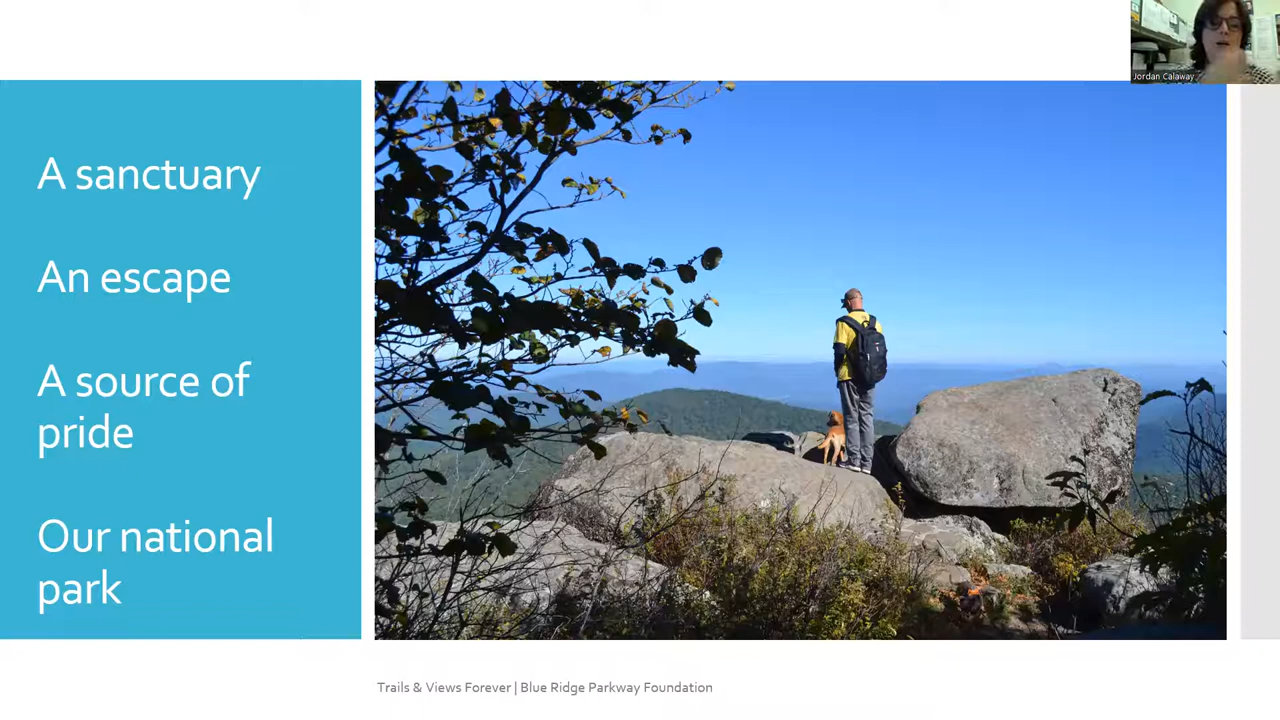 Jordan Calaway
A sanctuary
An escape
A source of
pride
Our national
park
Trails & Views Forever | Blue Ridge Parkway Foundation